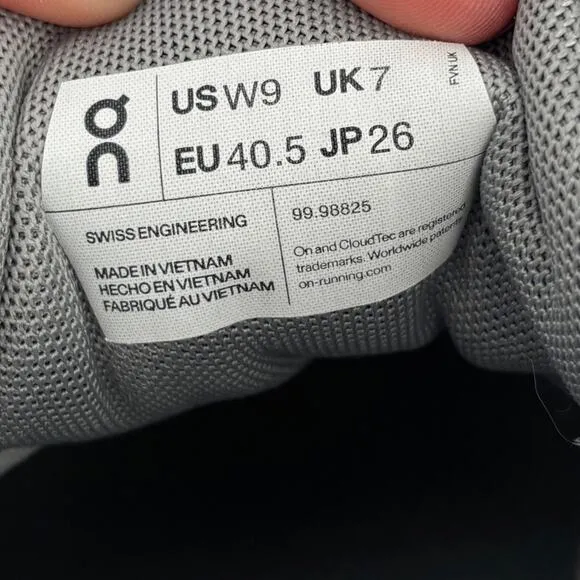 On
US W9 UK 7
EU 40.5 JP 26
FVN UK
SWISS ENGINEERING
MADE IN VIETNAM
HECHO EN VIETNAM
FABRIQUÉ AU VIETNAM
99.98825
On and CloudTec are registered
trademarks. Worldwide patents
on-running.com